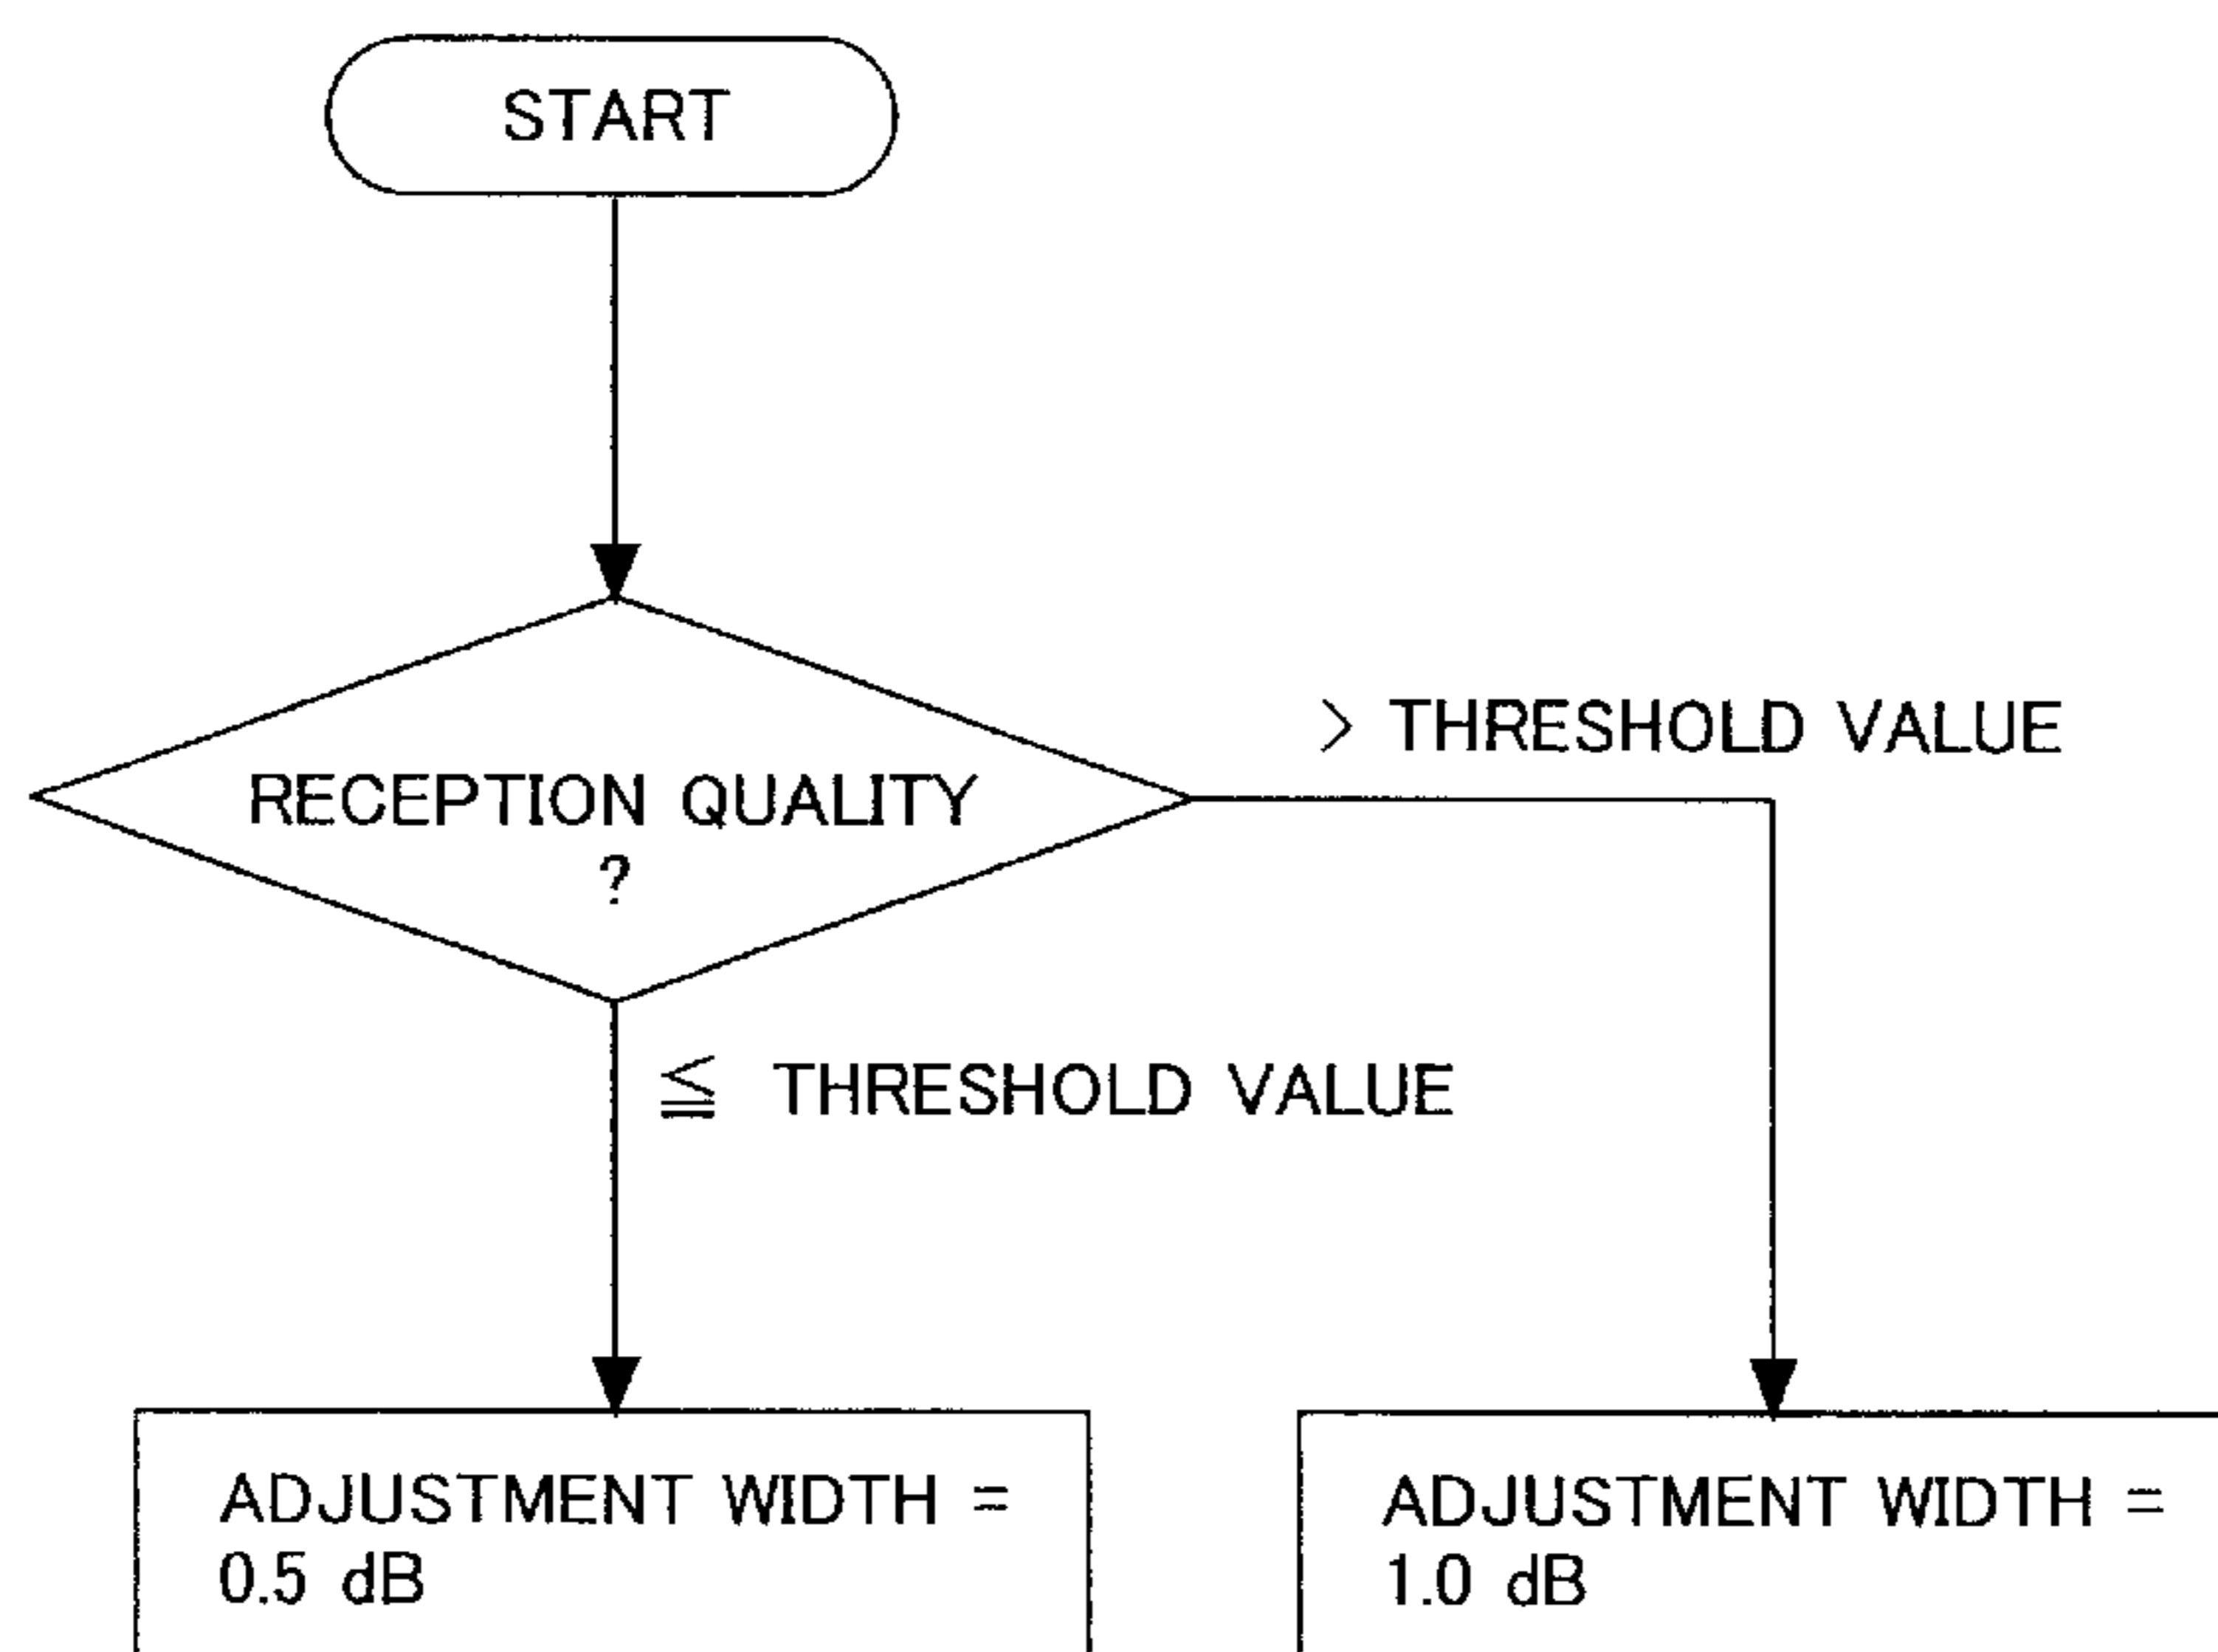 START
> THRESHOLD VALUE
RECEPTION QUALITY
?
≦ THRESHOLD VALUE
ADJUSTMENT WIDTH =
0.5 dB
ADJUSTMENT WIDTH =
1.0 dB